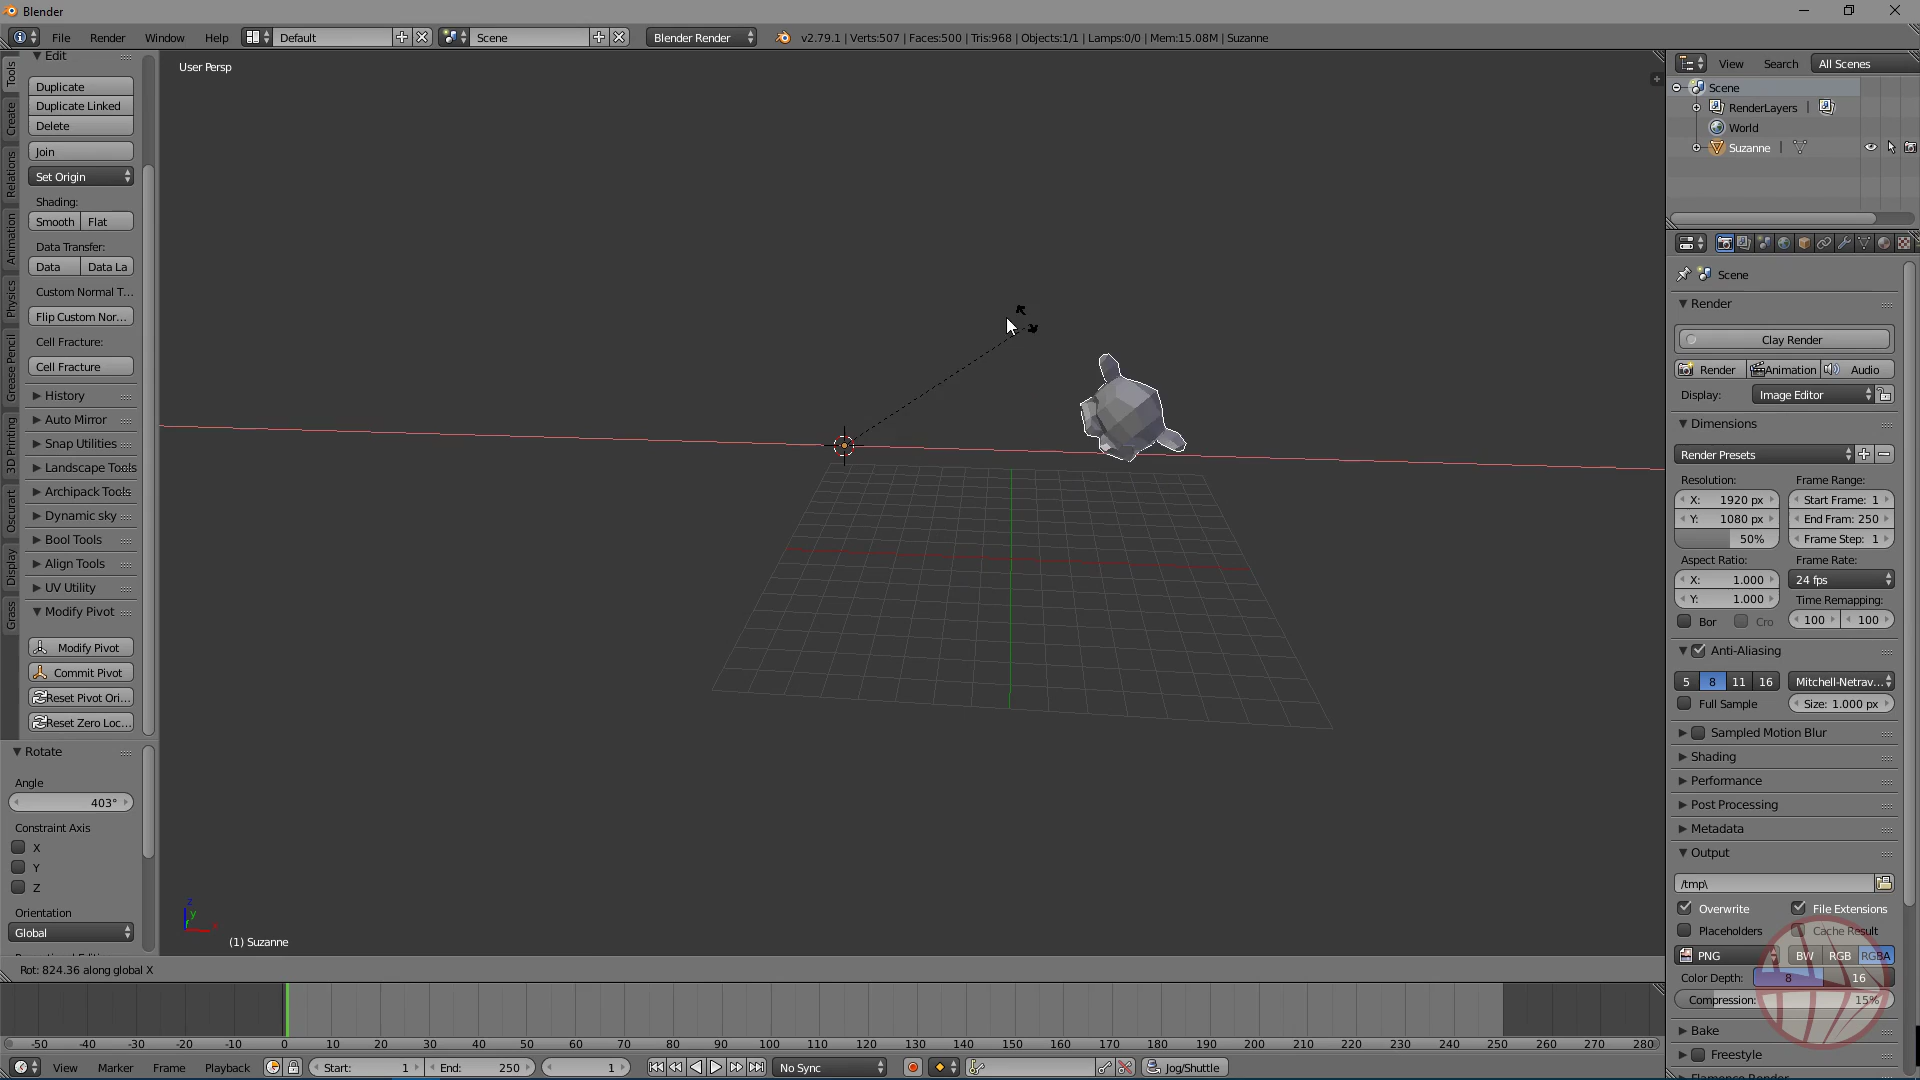 Blender
File Render Window Help Default Scene Blender Render v2.79.1 | Verts:507 | Faces:500 | Tris:968 | Objects:1/1 | Lamps:0/0 | Mem:15.08M | Suzanne
Edit
Duplicate
Duplicate Linked
Delete
Join
Set Origin
Shading:
Smooth Flat
Data Transfer:
Data Data La
Custom Normal T...
Flip Custom Nor...
Cell Fracture:
Cell Fracture
History
Auto Mirror
Snap Utilities
Landscape Tools
Archipack Tools
Dynamic sky
Bool Tools
Align Tools
UV Utility
Modify Pivot
Modify Pivot
Commit Pivot
Reset Pivot Ori...
Reset Zero Loc...
Tools
Create
Relations
Animation
Physics
Grease Pencil
3D Printing
Oscurart
Display
Grass
Rotate
Angle
403°
Constraint Axis
X
Y
Z
Orientation
Global
User Persp
z
y
x
(1) Suzanne
Rot: 824.36 along global X
View Search All Scenes
Scene
RenderLayers |
World
Suzanne |
Scene
Render
Clay Render
Render Animation Audio
Display: Image Editor
Dimensions
Render Presets
Resolution: Frame Range:
X: 1920 px Start Frame: 1
Y: 1080 px End Fram: 250
50% Frame Step: 1
Aspect Ratio: Frame Rate:
X: 1.000 24 fps
Y: 1.000 Time Remapping:
Bor Cro 100 100
Anti-Aliasing
5 8 11 16 Mitchell-Netrav...
Full Sample Size: 1.000 px
Sampled Motion Blur
Shading
Performance
Post Processing
Metadata
Output
/tmp\
Overwrite File Extensions
Placeholders Cache Result
PNG BW RGB RGBA
Color Depth: 8 16
Compression: 15%
Bake
Freestyle
-50 -40 -30 -20 -10 0 10 20 30 40 50 60 70 80 90 100 110 120 130 140 150 160 170 180 190 200 210 220 230 240 250 260 270 280
View Marker Frame Playback Start: 1 End: 250 1 No Sync Jog/Shuttle